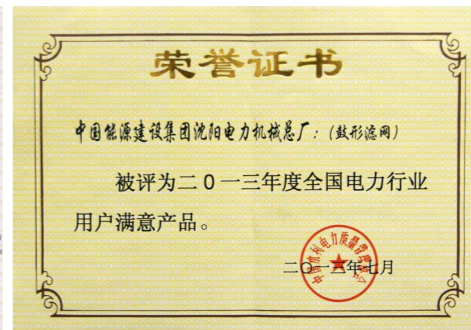 荣誉证书
中国能源建设集团沈阳电力机械总厂：（鼓形滤网）
被评为二0一三年度全国电力行业
用户满意产品。
二〇一三年七月